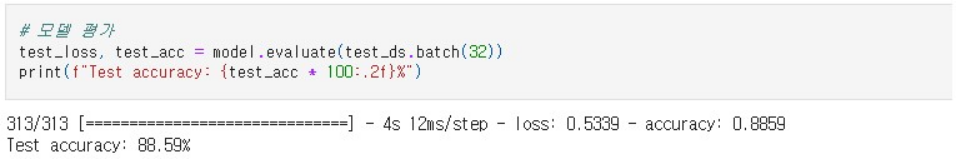 # 모델 평가
test_loss, test_acc = model.evaluate(test_ds.batch(32))
print(f"Test accuracy: {test_acc * 100:.2f}%")
313/313 [==============================] - 4s 12ms/step - loss: 0.5339 - accuracy: 0.8859
Test accuracy: 88.59%